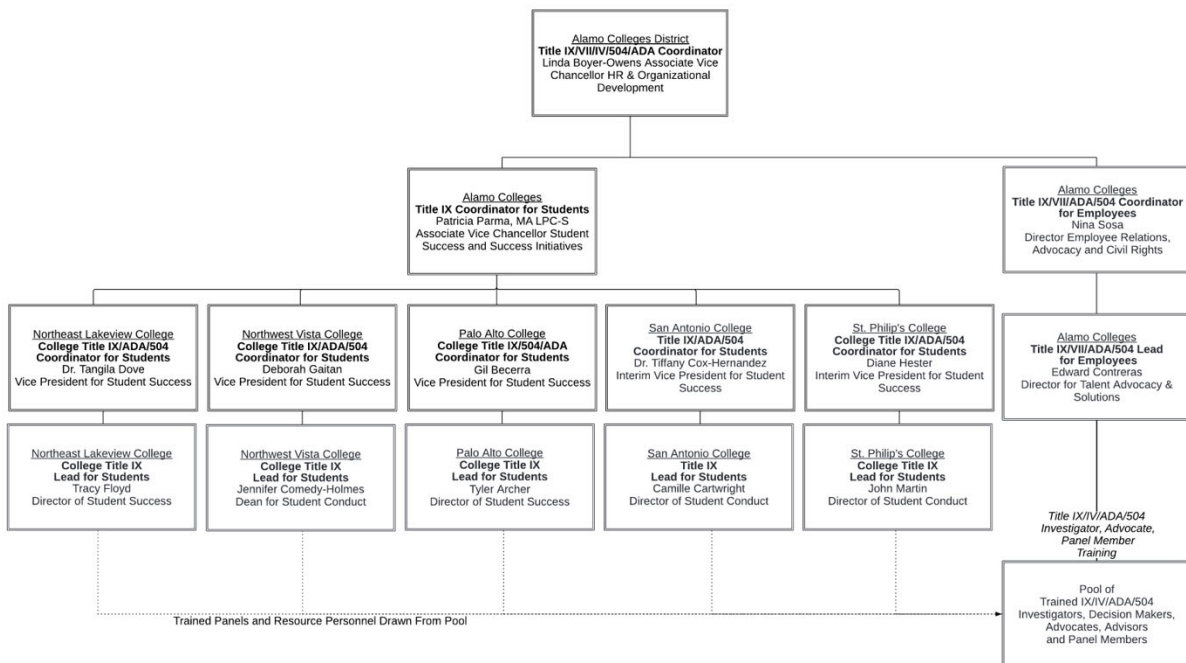 Alamo Colleges District
Title IX/VII/IV/504/ADA Coordinator
Linda Boyer-Owens Associate Vice
Chancellor HR & Organizational
Development
Alamo Colleges
Title IX Coordinator for Students
Patricia Parma, MA LPC-S
Associate Vice Chancellor Student
Success and Success Initiatives
Alamo Colleges
Title IX/VII/ADA/504 Coordinator
for Employees
Nina Sosa
Director Employee Relations,
Advocacy and Civil Rights
Northeast Lakeview College
College Title IX/ADA/504
Coordinator for Students
Dr. Tangila Dove
Vice President for Student Success
Northwest Vista College
College Title IX/ADA/504
Coordinator for Students
Deborah Gaitan
Vice President for Student Success
Palo Alto College
College Title IX/504/ADA
Coordinator for Students
Gil Becerra
Vice President for Student Success
San Antonio College
Title IX/ADA/504
Coordinator for Students
Dr. Tiffany Cox-Hernandez
Interim Vice President for Student
Success
St. Philip's College
College Title IX/ADA/504
Coordinator for Students
Diane Hester
Interim Vice President for Student
Success
Alamo Colleges
Title IX/VII/ADA/504 Lead
for Employees
Edward Contreras
Director for Talent Advocacy &
Solutions
Northeast Lakeview College
College Title IX
Lead for Students
Tracy Floyd
Director of Student Success
Northwest Vista College
College Title IX
Lead for Students
Jennifer Comedy-Holmes
Dean for Student Conduct
Palo Alto College
College Title IX
Lead for Students
Tyler Archer
Director of Student Success
San Antonio College
Title IX
Lead for Students
Camille Cartwright
Director of Student Conduct
St. Philip's College
College Title IX
Lead for Students
John Martin
Director of Student Conduct
Title IX/IV/ADA/504
Investigator, Advocate,
Panel Member
Training
Pool of
Trained IX/IV/ADA/504
Investigators, Decision Makers,
Advocates, Advisors
and Panel Members
Trained Panels and Resource Personnel Drawn From Pool